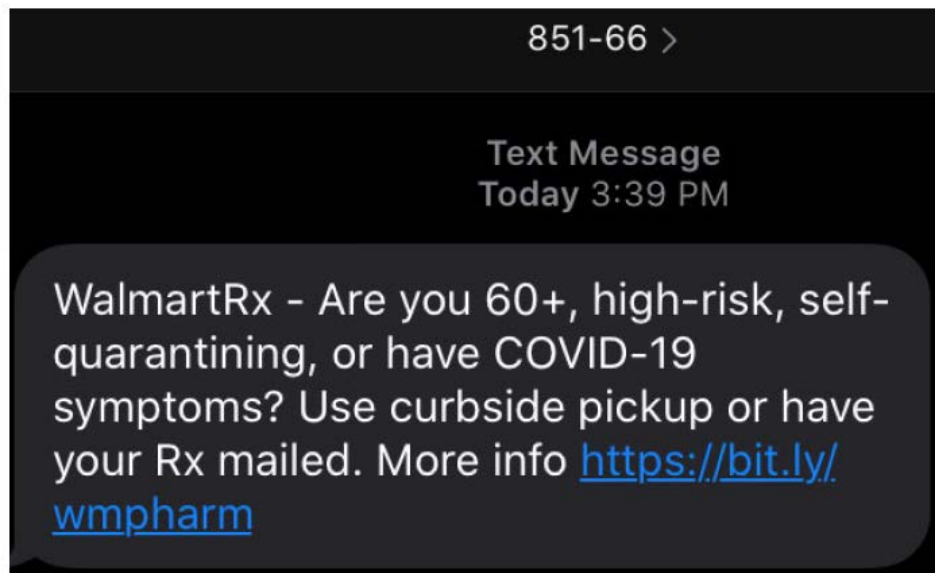 851-66 >
Text Message
Today 3:39 PM
WalmartRx - Are you 60+, high-risk, self-
quarantining, or have COVID-19
symptoms? Use curbside pickup or have
your Rx mailed. More info https://bit.ly/
wmpharm